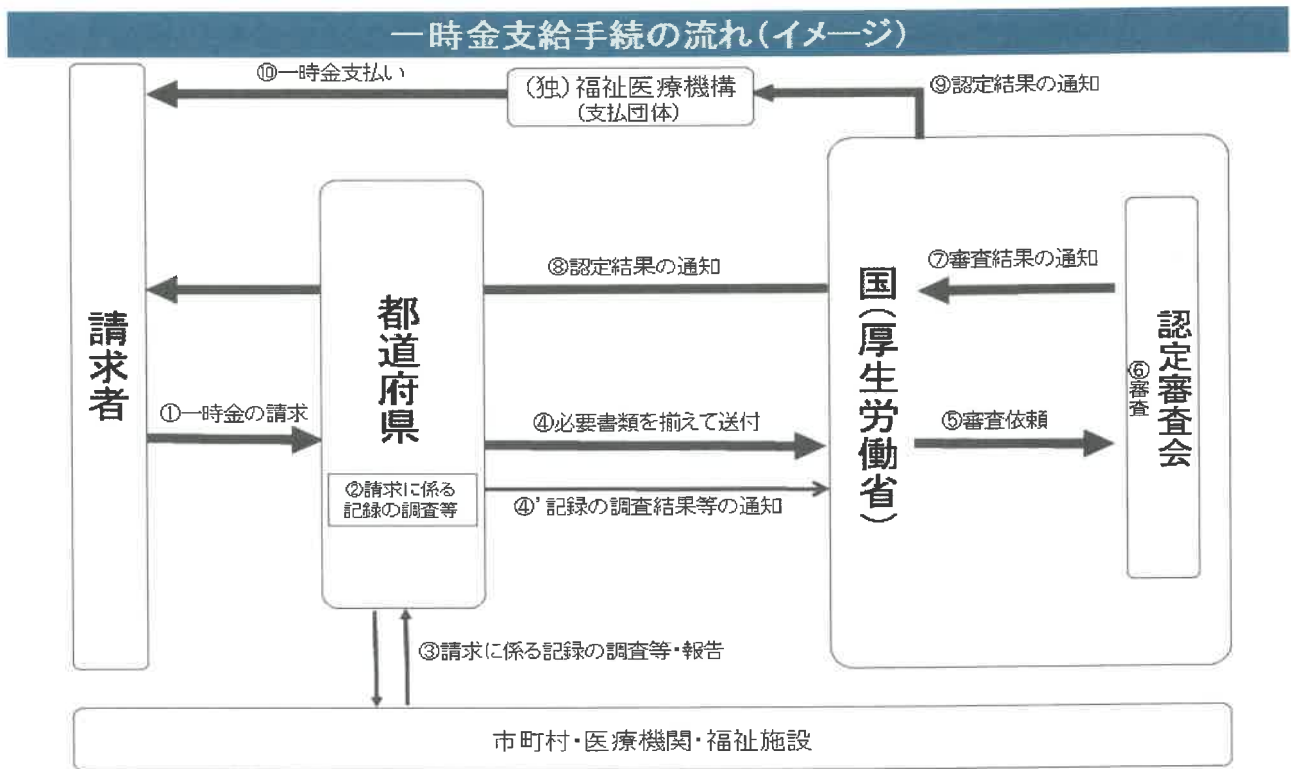 一時金支給手続の流れ(イメージ)
⑩一時金支払い
(独)福祉医療機構
(支払団体)
⑨認定結果の通知
⑧認定結果の通知
⑦審査結果の通知
請求者
都道府県
国(厚生労働省)
認定審査会
⑥審査
①一時金の請求
④必要書類を揃えて送付
⑤審査依頼
②請求に係る
記録の調査等
④'記録の調査結果等の通知
③請求に係る記録の調査等・報告
市町村・医療機関・福祉施設